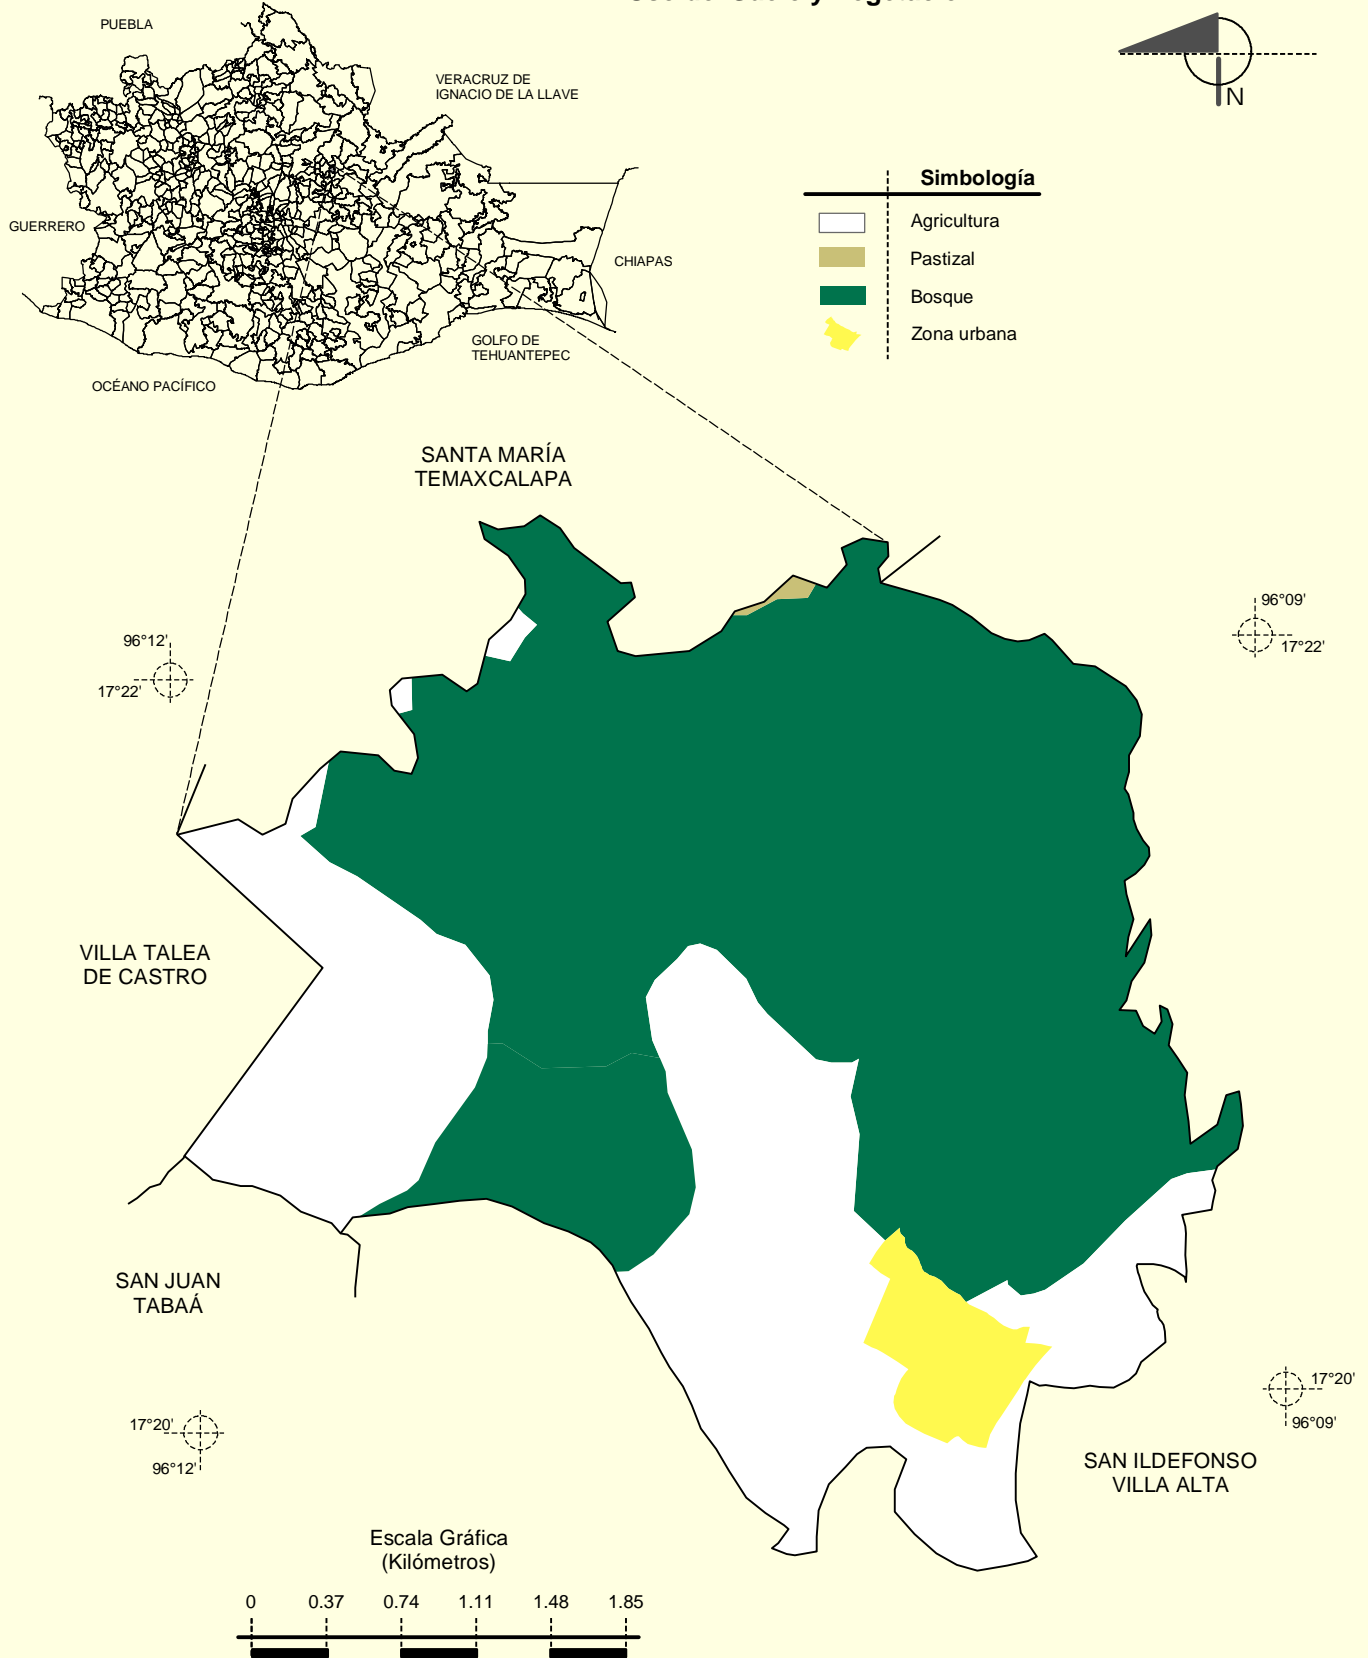 PUEBLA
VERACRUZ DE
IGNACIO DE LA LLAVE
GUERRERO
CHIAPAS
GOLFO DE
TEHUANTEPEC
OCÉANO PACÍFICO
N
Simbología
Agricultura
Pastizal
Bosque
Zona urbana
SANTA MARÍA
TEMAXCALAPA
96°12'
17°22'
96°09'
17°22'
VILLA TALEA
DE CASTRO
SAN JUAN
TABAÁ
17°20'
96°12'
17°20'
96°09'
SAN ILDEFONSO
VILLA ALTA
Escala Gráfica
(Kilómetros)
0 0.37 0.74 1.11 1.48 1.85